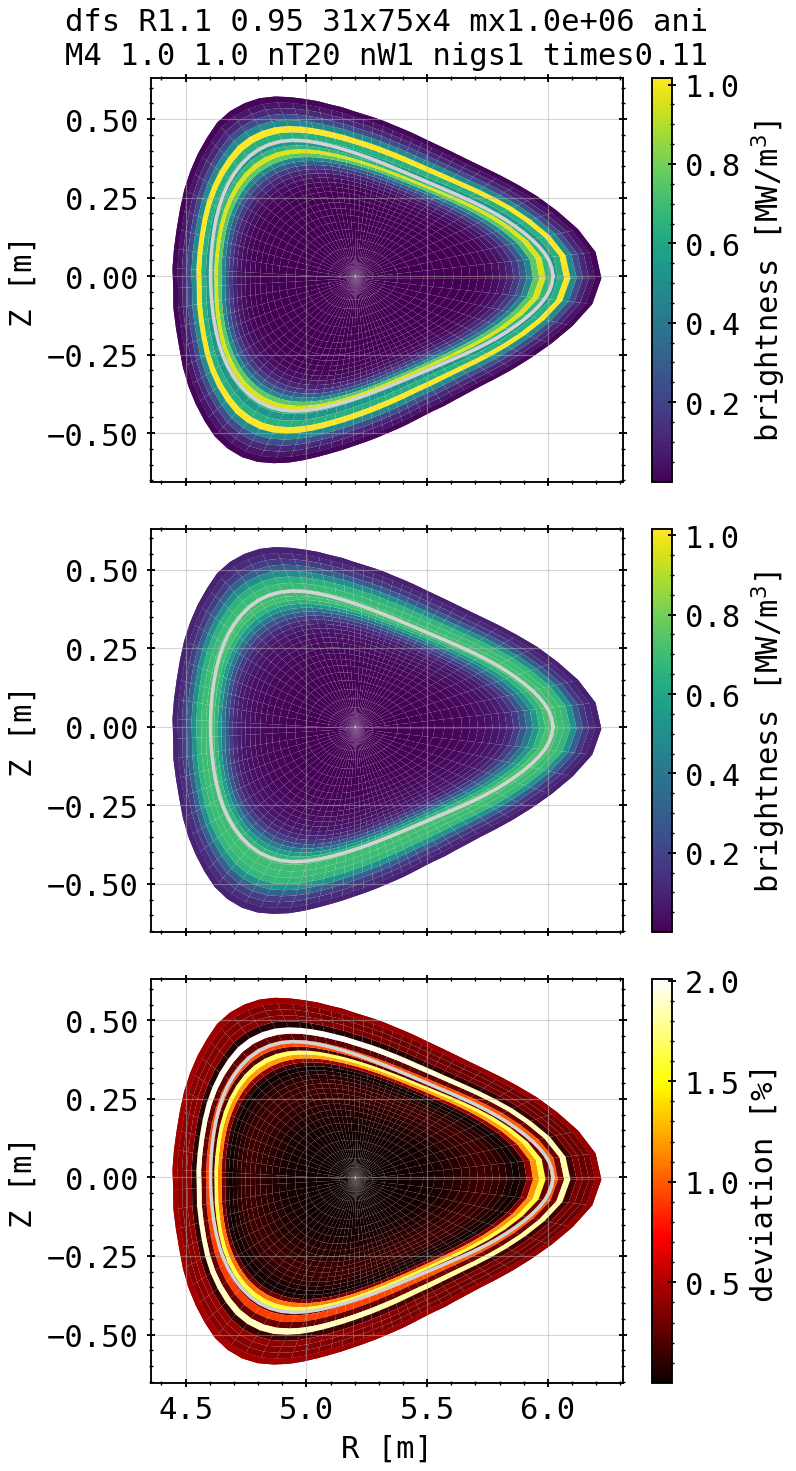 dfs R1.1 0.95 31x75x4 mx1.0e+06 ani
M4 1.0 1.0 nT20 nW1 nigs1 times0.11
0.50
0.25
0.00
−0.25
−0.50
Z [m]
1.0
0.8
0.6
0.4
0.2
brightness [MW/m³]
0.50
0.25
0.00
−0.25
−0.50
Z [m]
1.0
0.8
0.6
0.4
0.2
brightness [MW/m³]
0.50
0.25
0.00
−0.25
−0.50
Z [m]
2.0
1.5
1.0
0.5
deviation [%]
4.5 5.0 5.5 6.0
R [m]